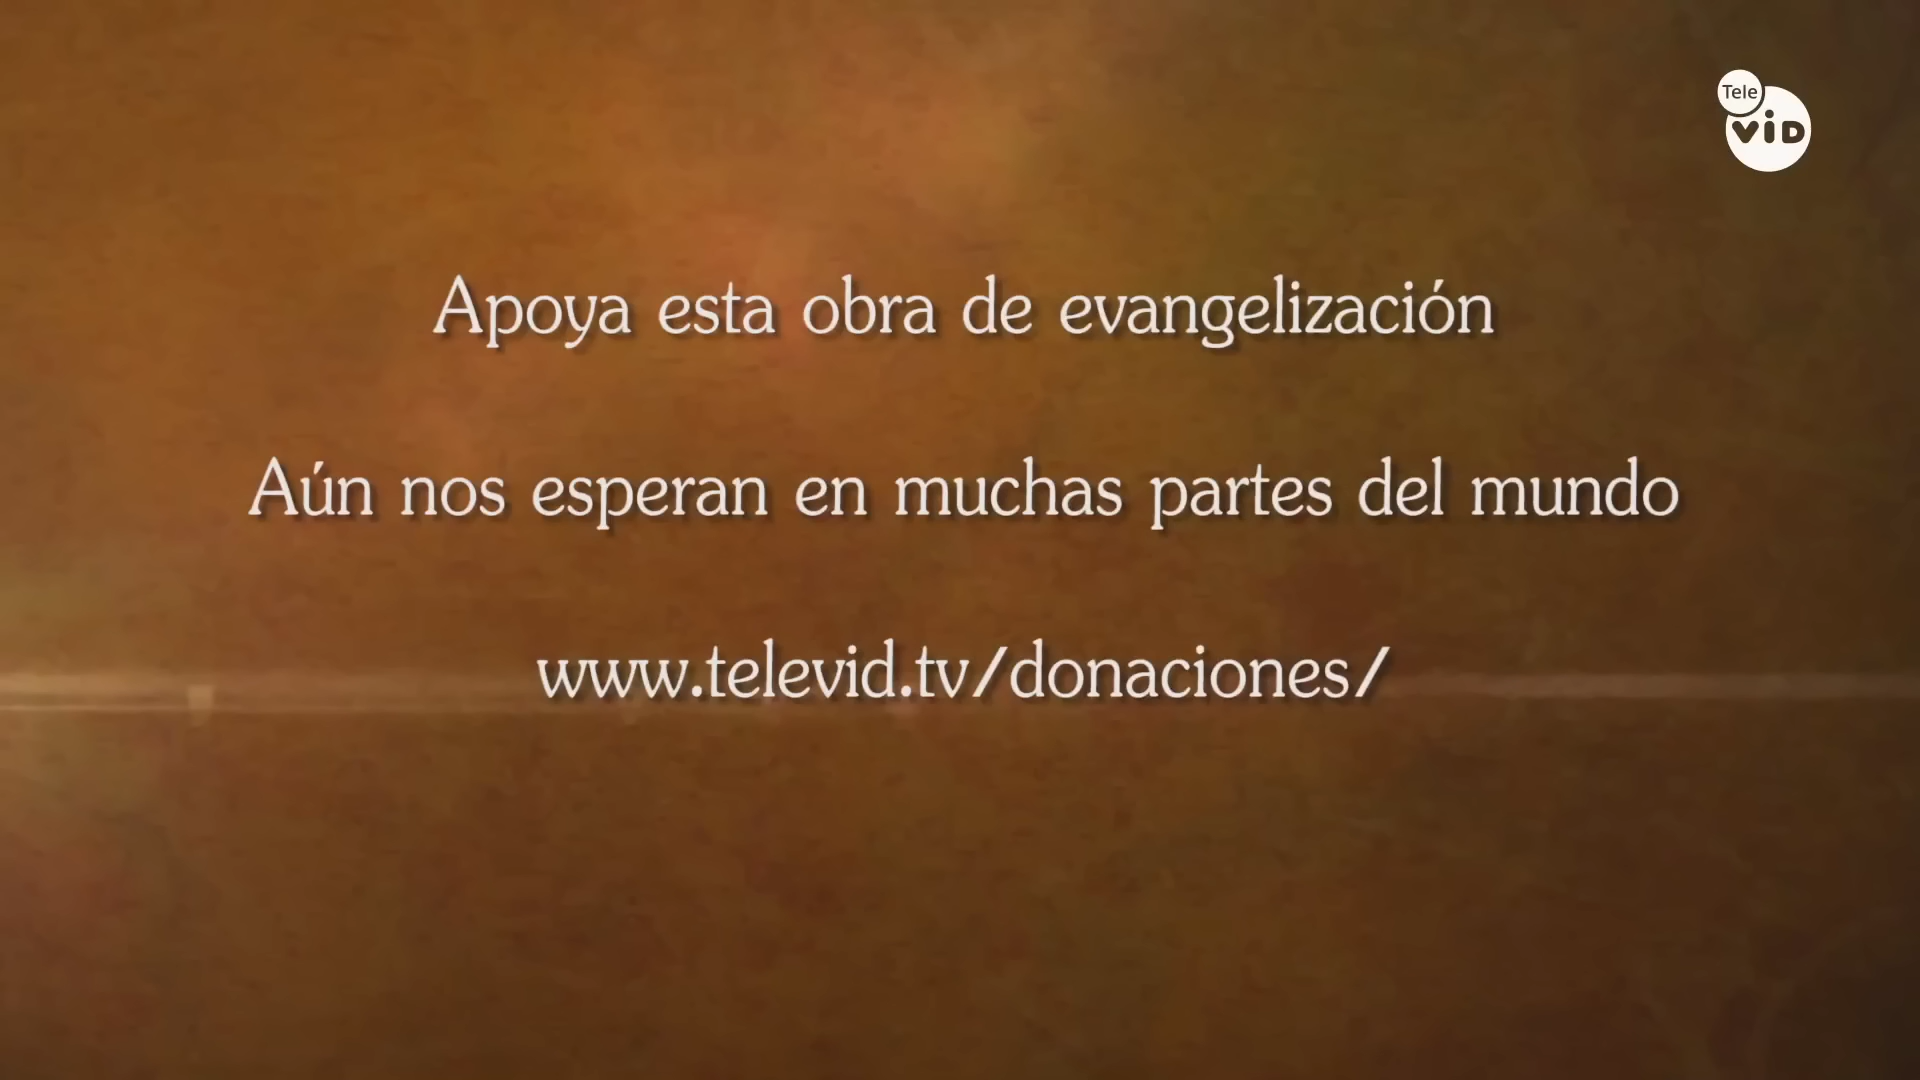 Tele
ViD
Apoya esta obra de evangelización
Aún nos esperan en muchas partes del mundo
www.televid.tv/donaciones/